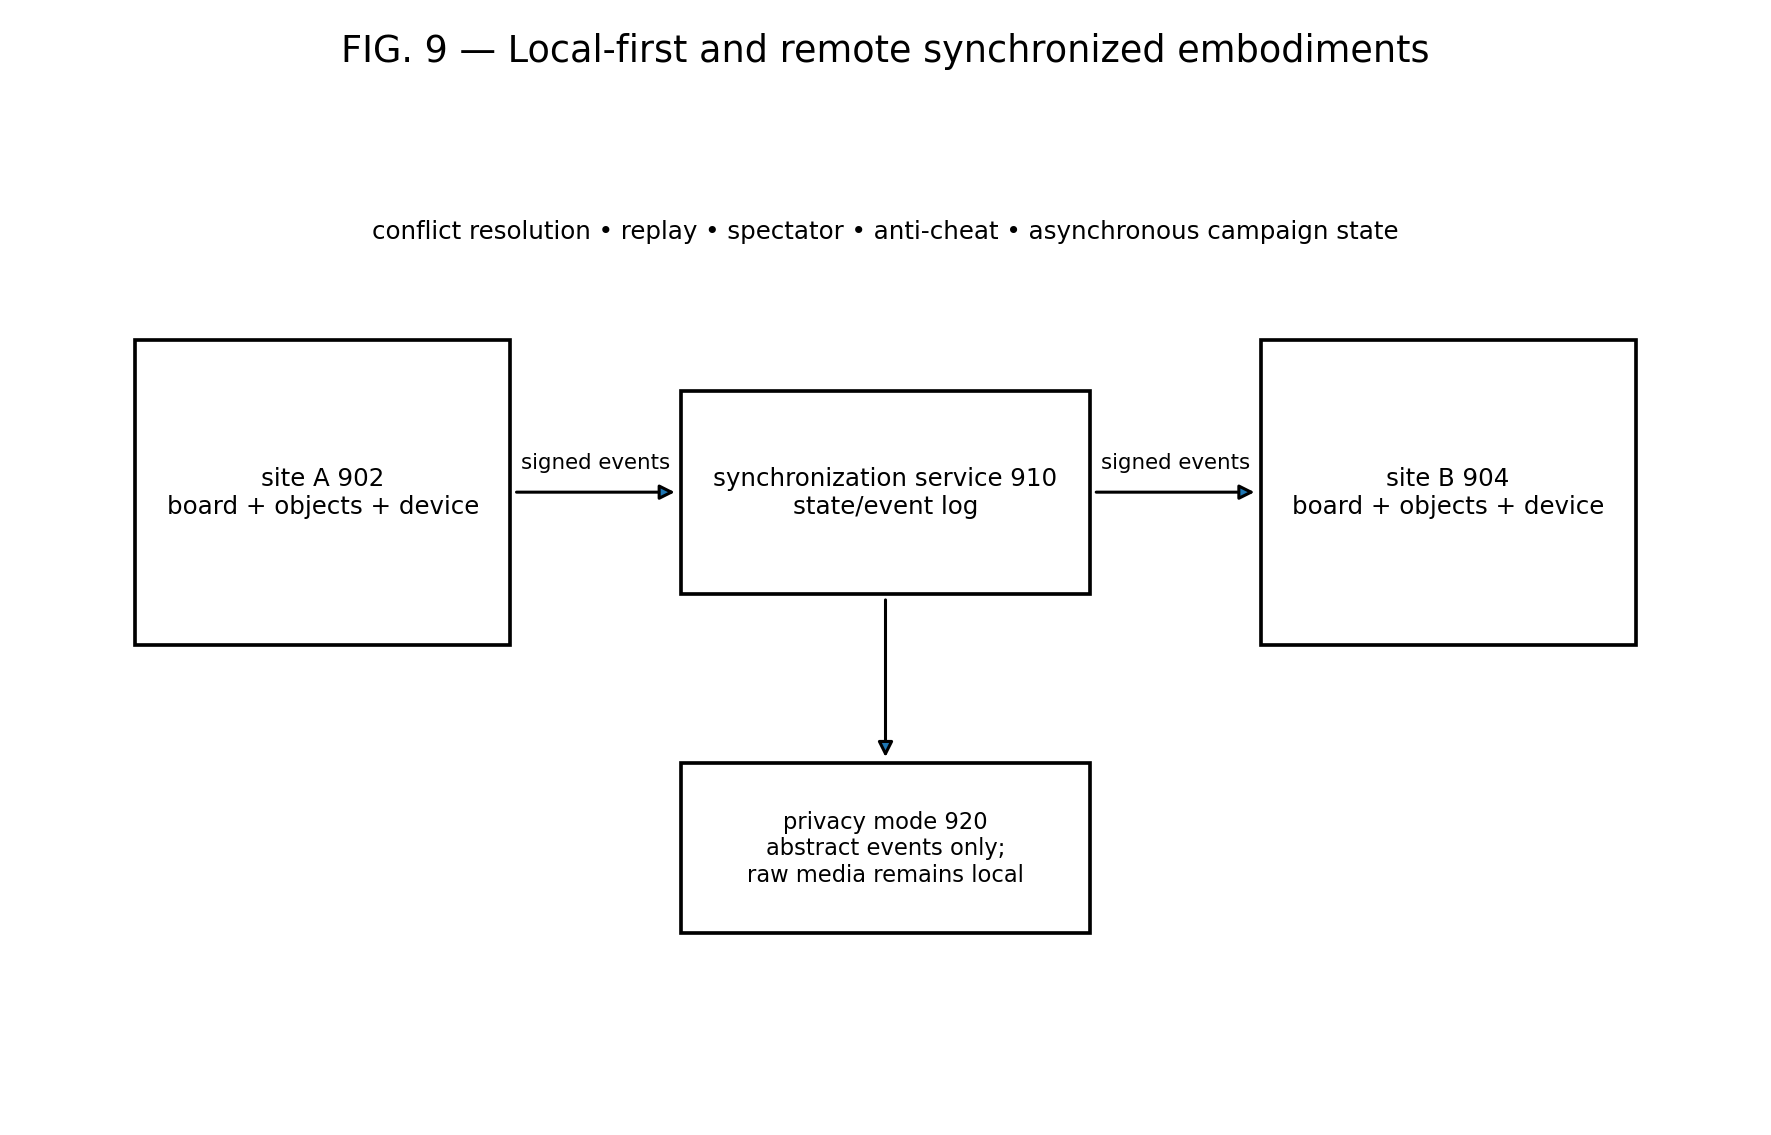 FIG. 9 — Local-first and remote synchronized embodiments
conflict resolution • replay • spectator • anti-cheat • asynchronous campaign state
site A 902
board + objects + device
signed events
synchronization service 910
state/event log
signed events
site B 904
board + objects + device
privacy mode 920
abstract events only;
raw media remains local